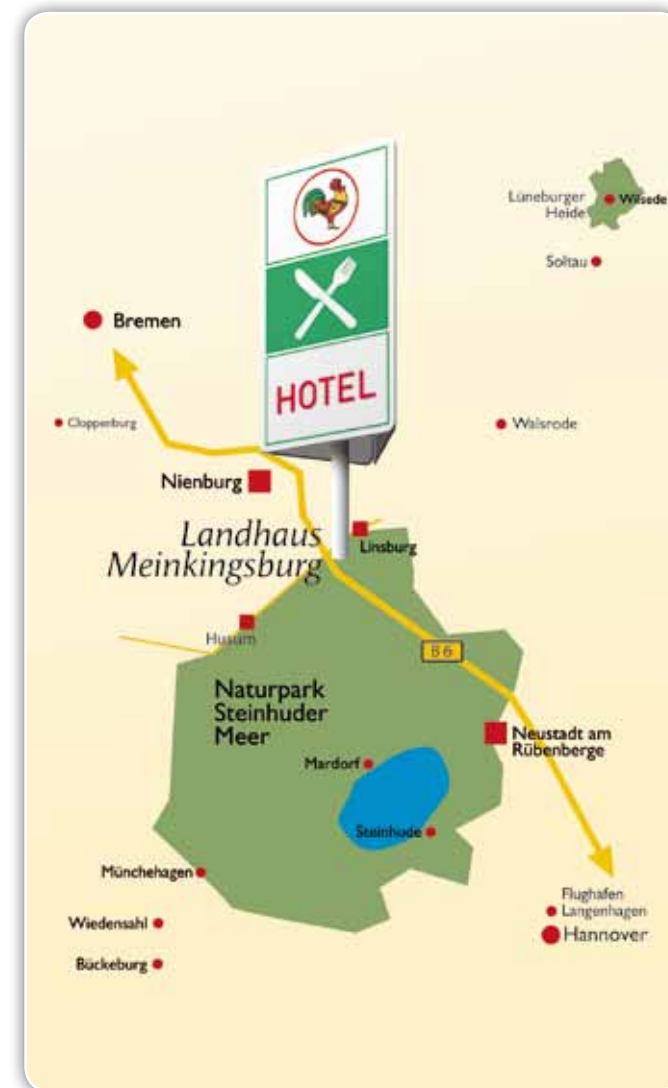 Lüneburger
Heide
Wilsede
Soltau
HOTEL
Bremen
Cloppenburg
Walsrode
Nienburg
Landhaus
Meinkingsburg
Linsburg
Husum
B 6
Naturpark
Steinhuder
Meer
Neustadt am
Rübenberge
Mardorf
Steinhude
Münchehagen
Flughafen
Langenhagen
Wiedensahl
Hannover
Bückeburg